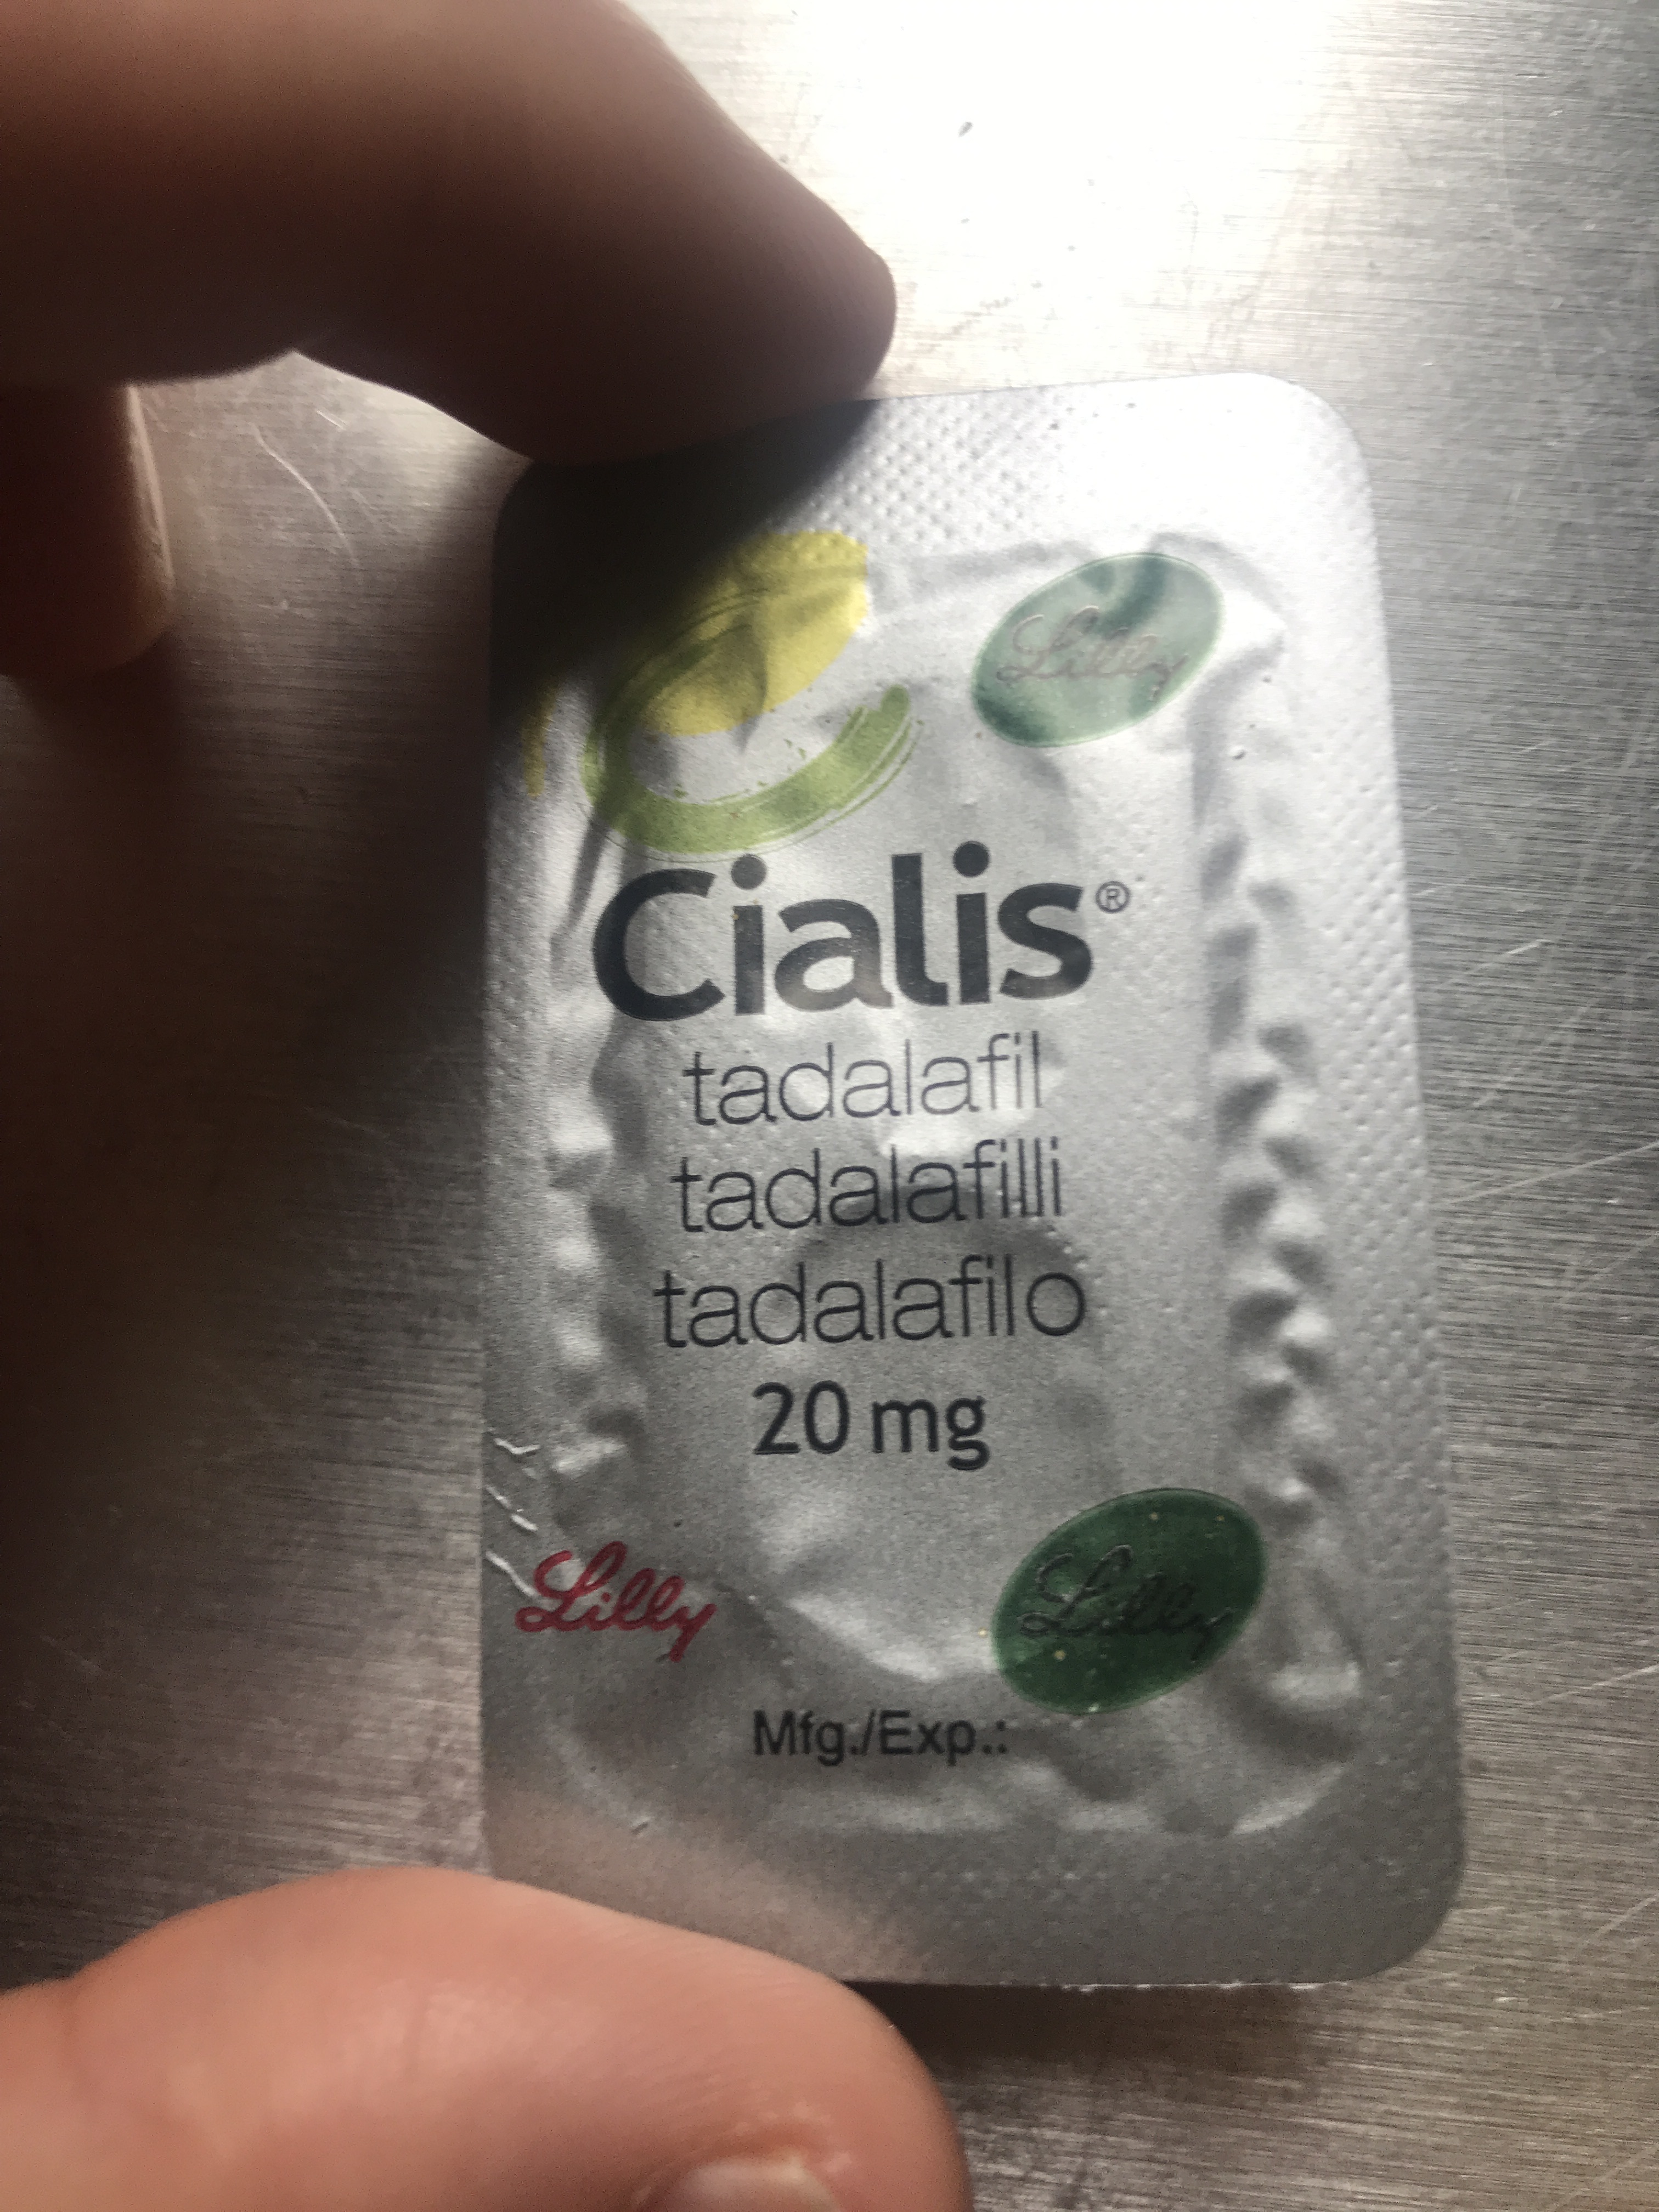 Lilly
Cialis®
tadalafil
tadalafilli
tadalafilo
20 mg
Lilly
Lilly
Mfg./Exp.: